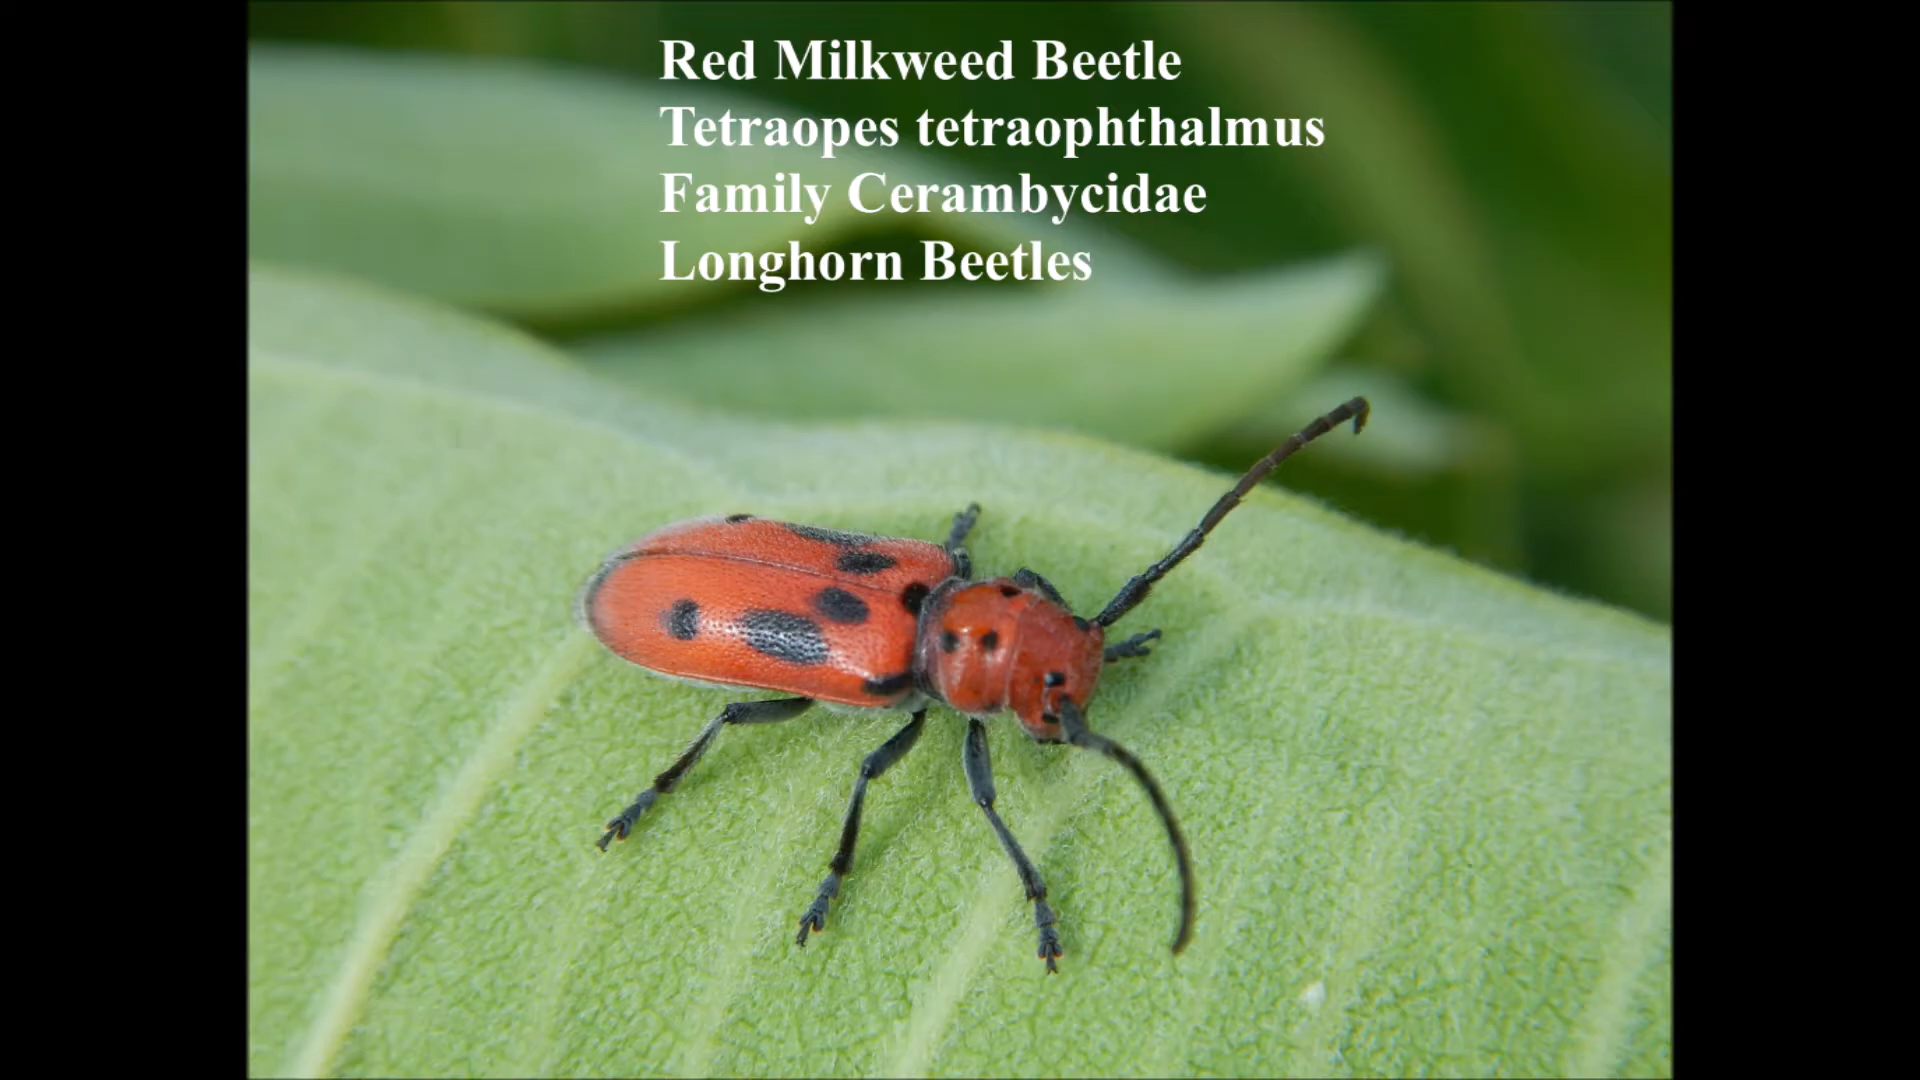 Red Milkweed Beetle
Tetraopes tetraophthalmus
Family Cerambycidae
Longhorn Beetles